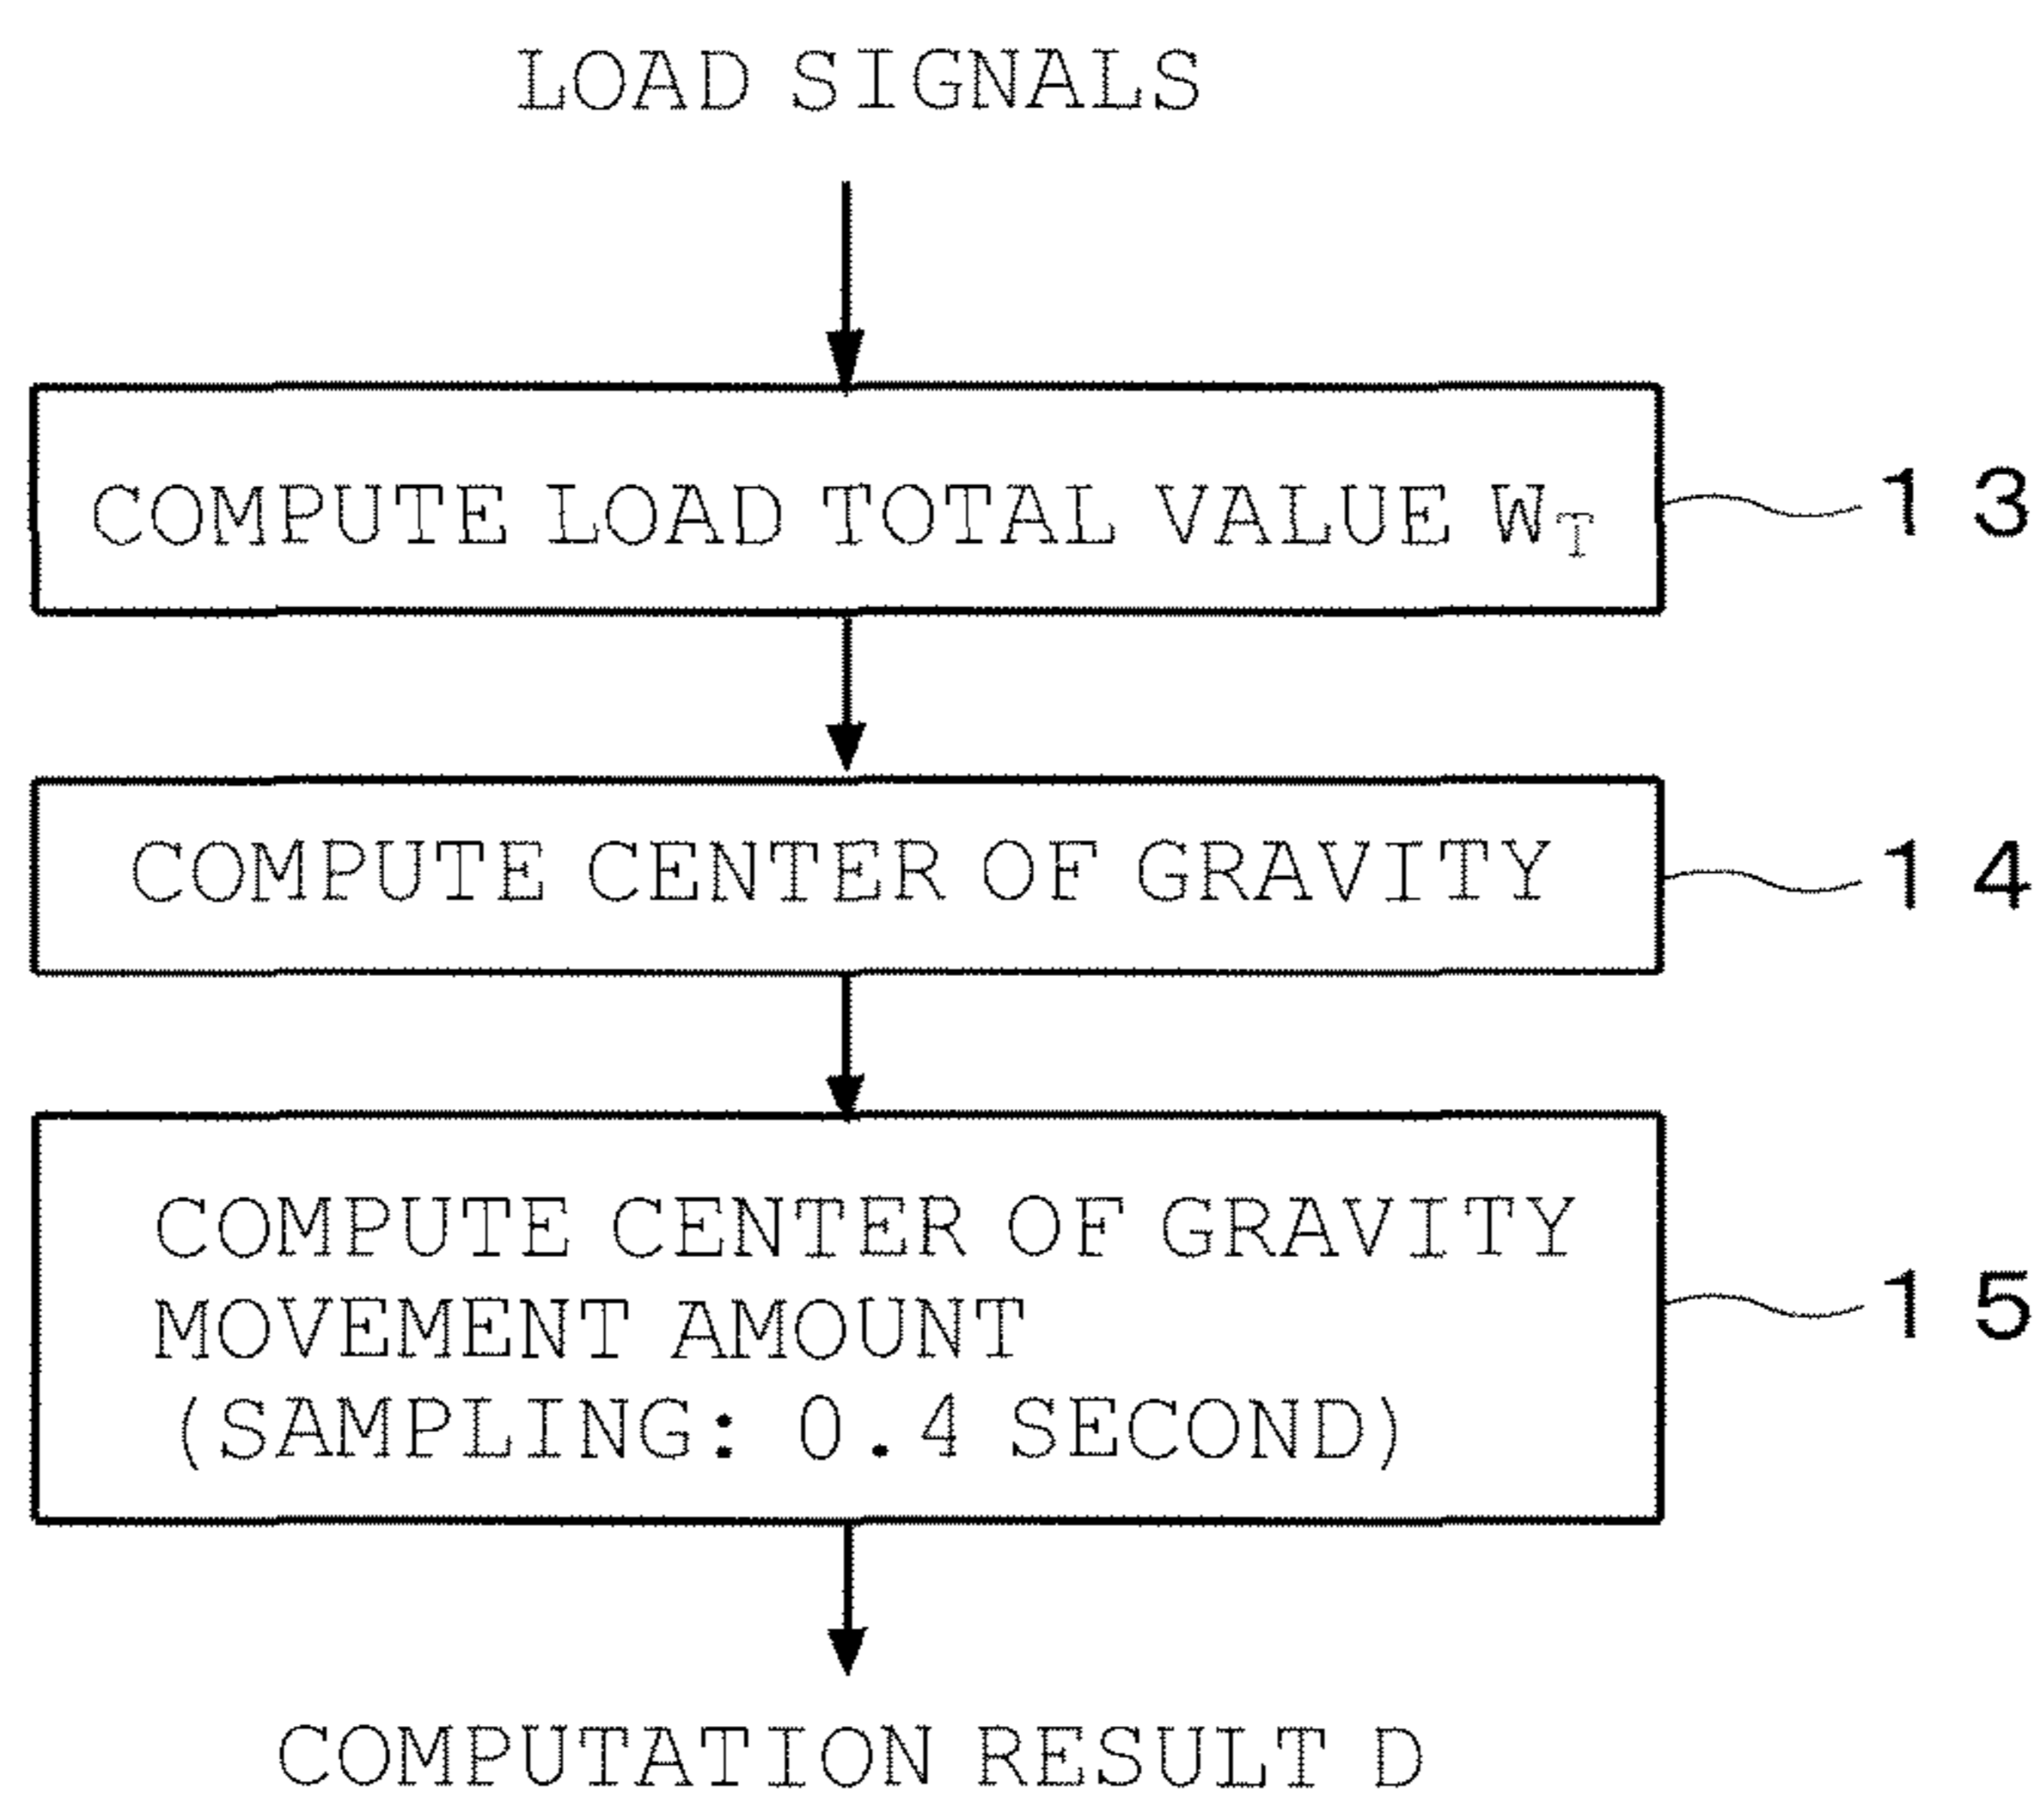 LOAD SIGNALS
COMPUTE LOAD TOTAL VALUE W_T
13
COMPUTE CENTER OF GRAVITY
14
COMPUTE CENTER OF GRAVITY
MOVEMENT AMOUNT
(SAMPLING: 0.4 SECOND)
15
COMPUTATION RESULT D